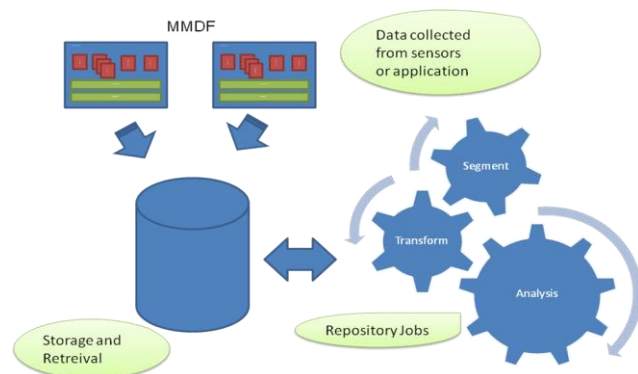 MMDF
Data collected
from sensors
or application
Segment
Transform
Analysis
Storage and
Retreival
Repository Jobs